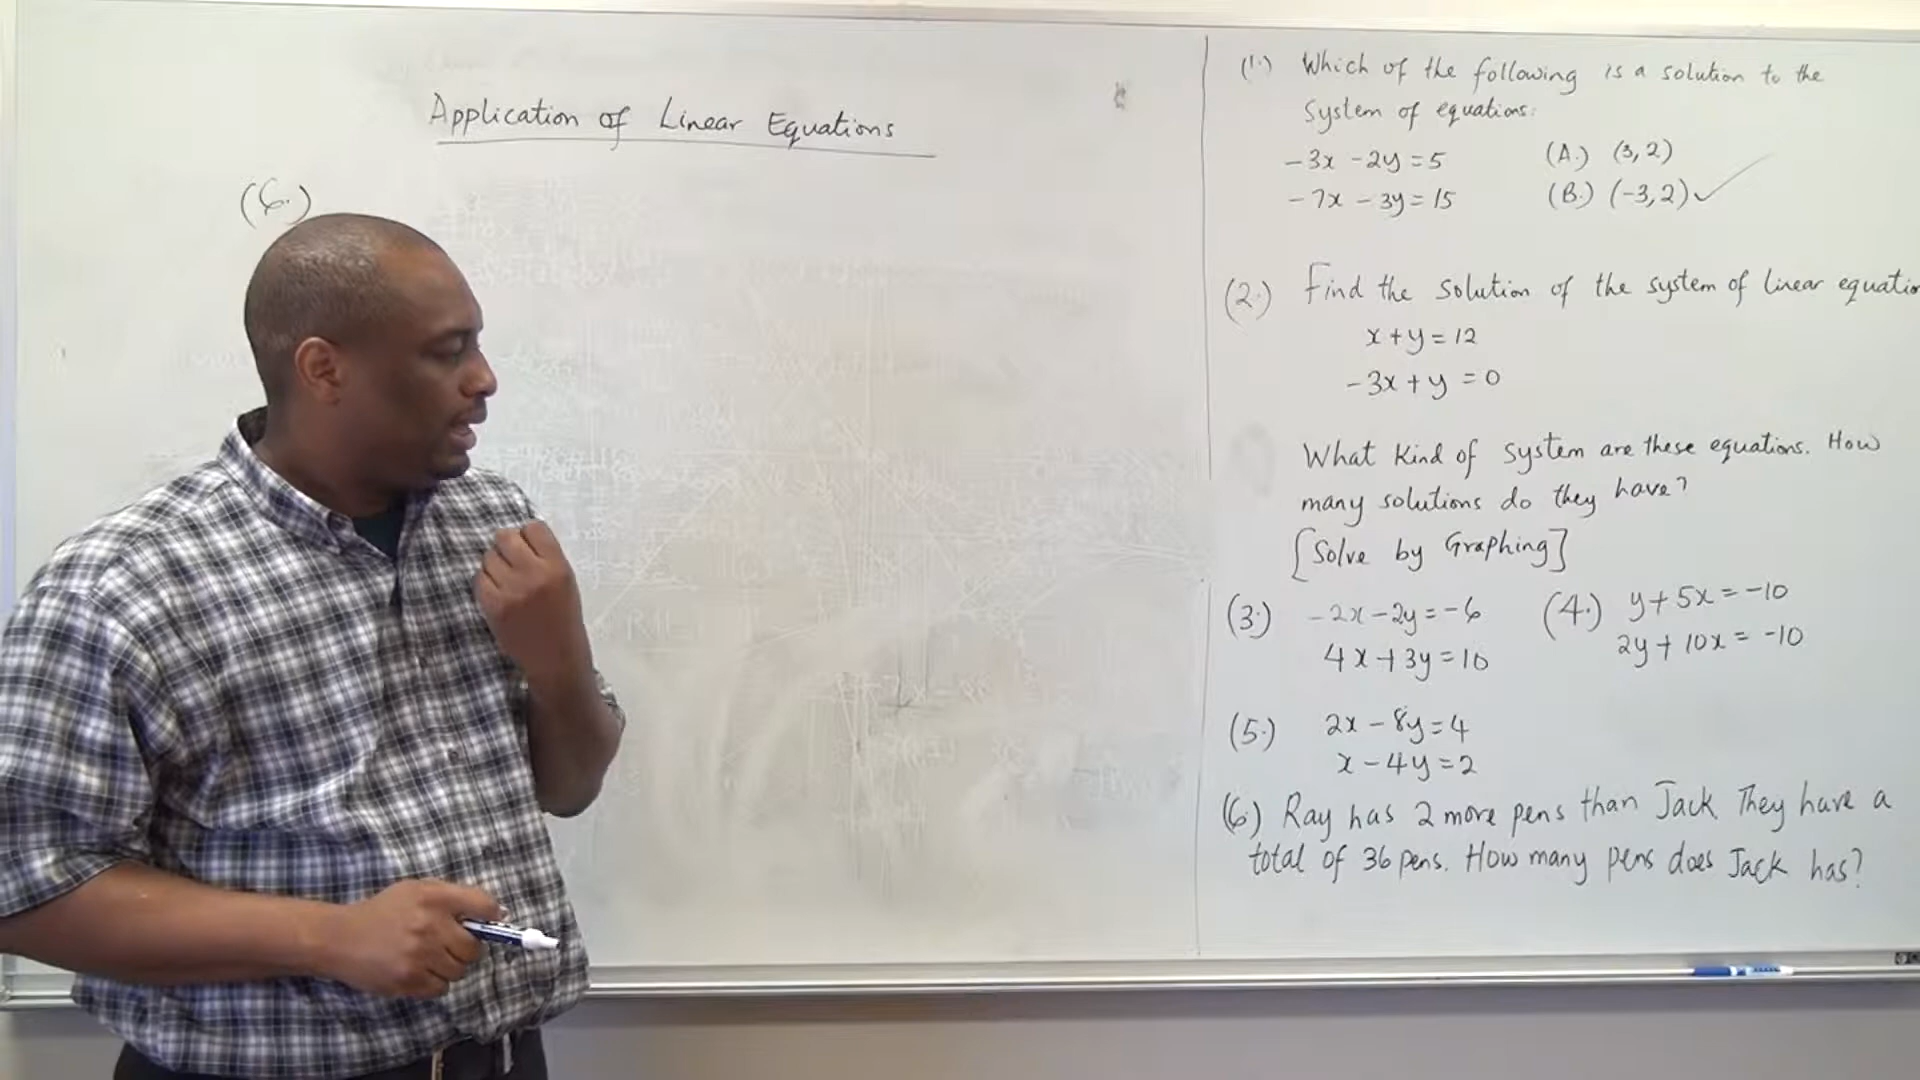 Application of Linear Equations
(6.)
(1.) Which of the following is a solution to the
System of equations:
-3x -2y = 5 (A.) (3, 2)
-7x - 3y = 15 (B.) (-3, 2) ✓
(2.) Find the solution of the system of linear equatio
x + y = 12
-3x + y = 0
What kind of system are these equations. How
many solutions do they have?
[Solve by Graphing]
(3.) -2x - 2y = -6 (4.) y + 5x = -10
4x + 3y = 10 2y + 10x = -10
(5.) 2x - 8y = 4
x - 4y = 2
(6.) Ray has 2 more pens than Jack. They have a
total of 36 pens. How many pens does Jack has?